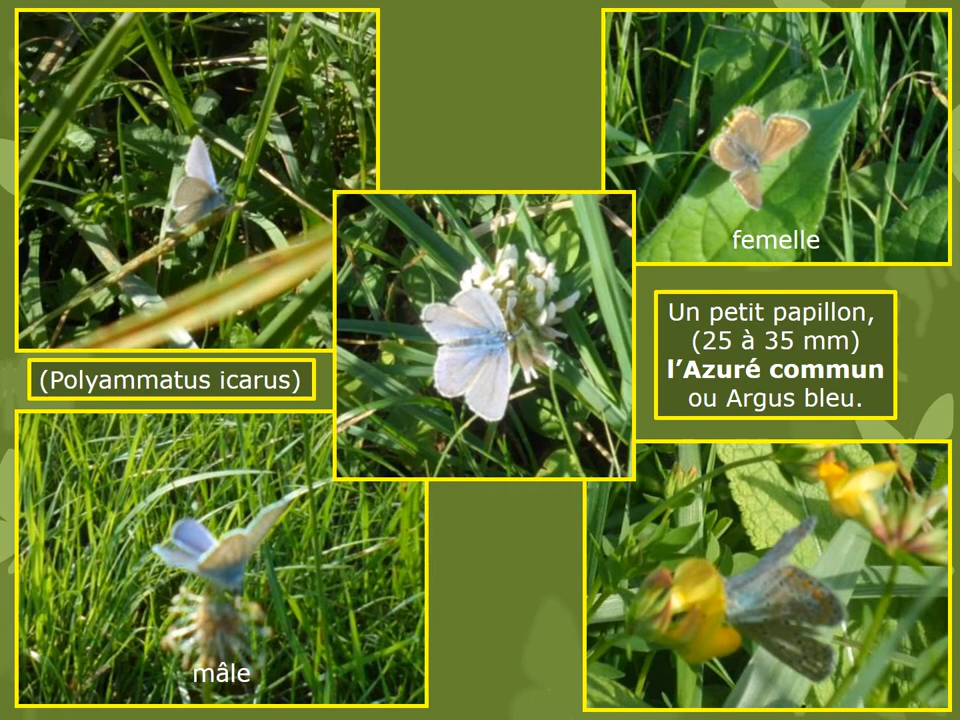 femelle
Un petit papillon,
(25 à 35 mm)
l’Azuré commun
ou Argus bleu.
(Polyammatus icarus)
mâle